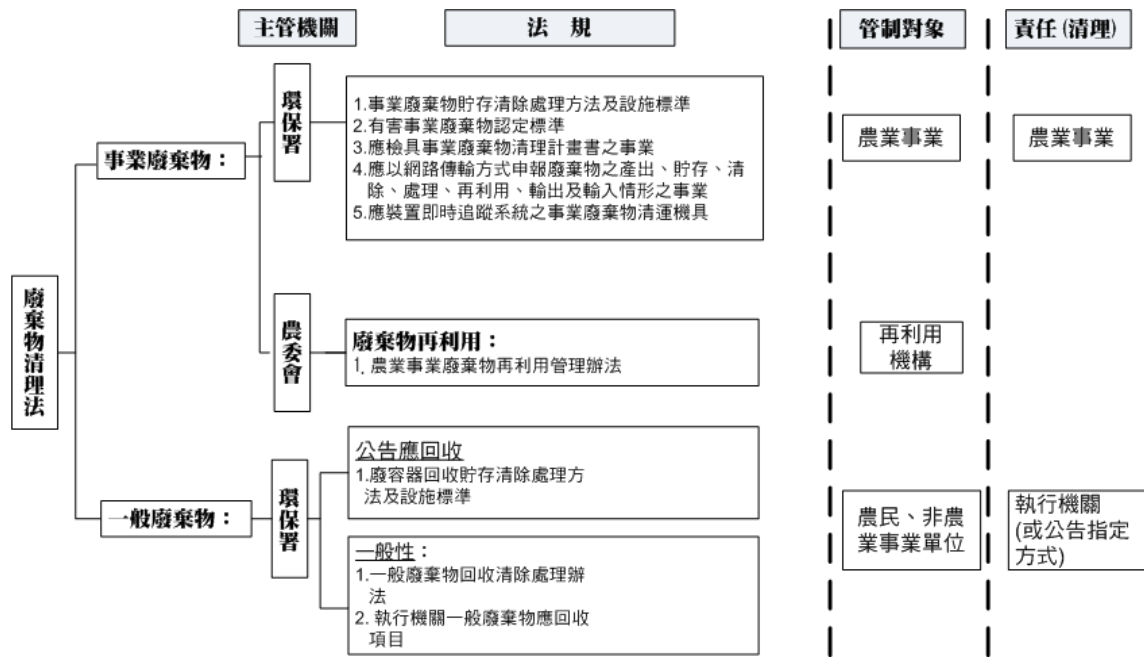 主管機關
法　規
管制對象
責任(清理)
廢棄物清理法
事業廢棄物：
環保署
1.事業廢棄物貯存清除處理方法及設施標準
2.有害事業廢棄物認定標準
3.應檢具事業廢棄物清理計畫書之事業
4.應以網路傳輸方式申報廢棄物之產出、貯存、清
除、處理、再利用、輸出及輸入情形之事業
5.應裝置即時追蹤系統之事業廢棄物清運機具
農業事業
農業事業
農委會
廢棄物再利用：
1. 農業事業廢棄物再利用管理辦法
再利用
機構
一般廢棄物：
環保署
公告應回收
1.廢容器回收貯存清除處理方
法及設施標準
一般性：
1.一般廢棄物回收清除處理辦
法
2. 執行機關一般廢棄物應回收
項目
農民、非農
業事業單位
執行機關
(或公告指定
方式)